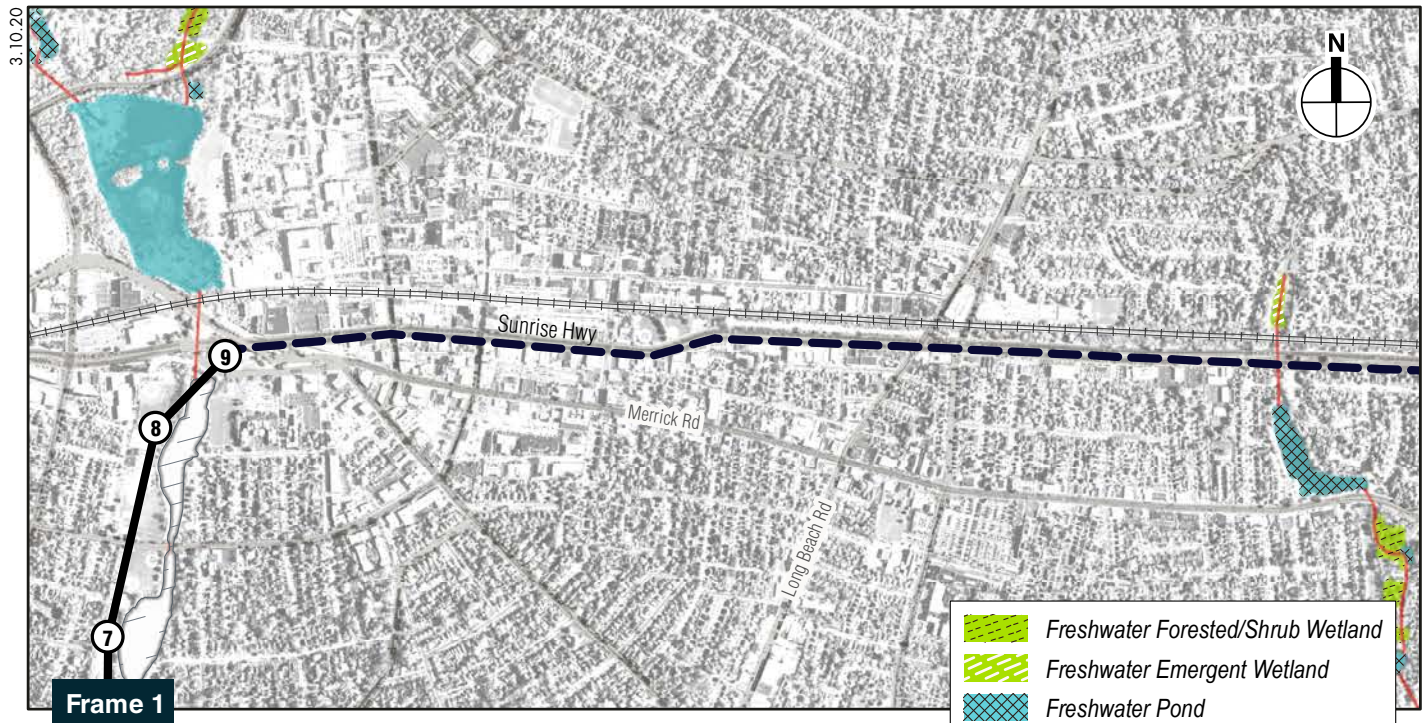 3.10.20
N
Sunrise Hwy
9
Merrick Rd
8
Long Beach Rd
7
Freshwater Forested/Shrub Wetland
Freshwater Emergent Wetland
Freshwater Pond
Frame 1